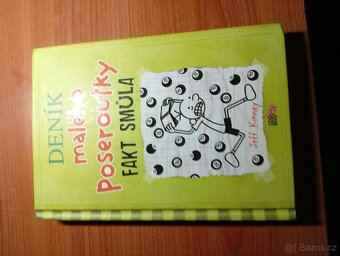 DENÍK
malého
Poseroutky
FAKT SMŮLA
Jeff Kinney
Bazos.cz